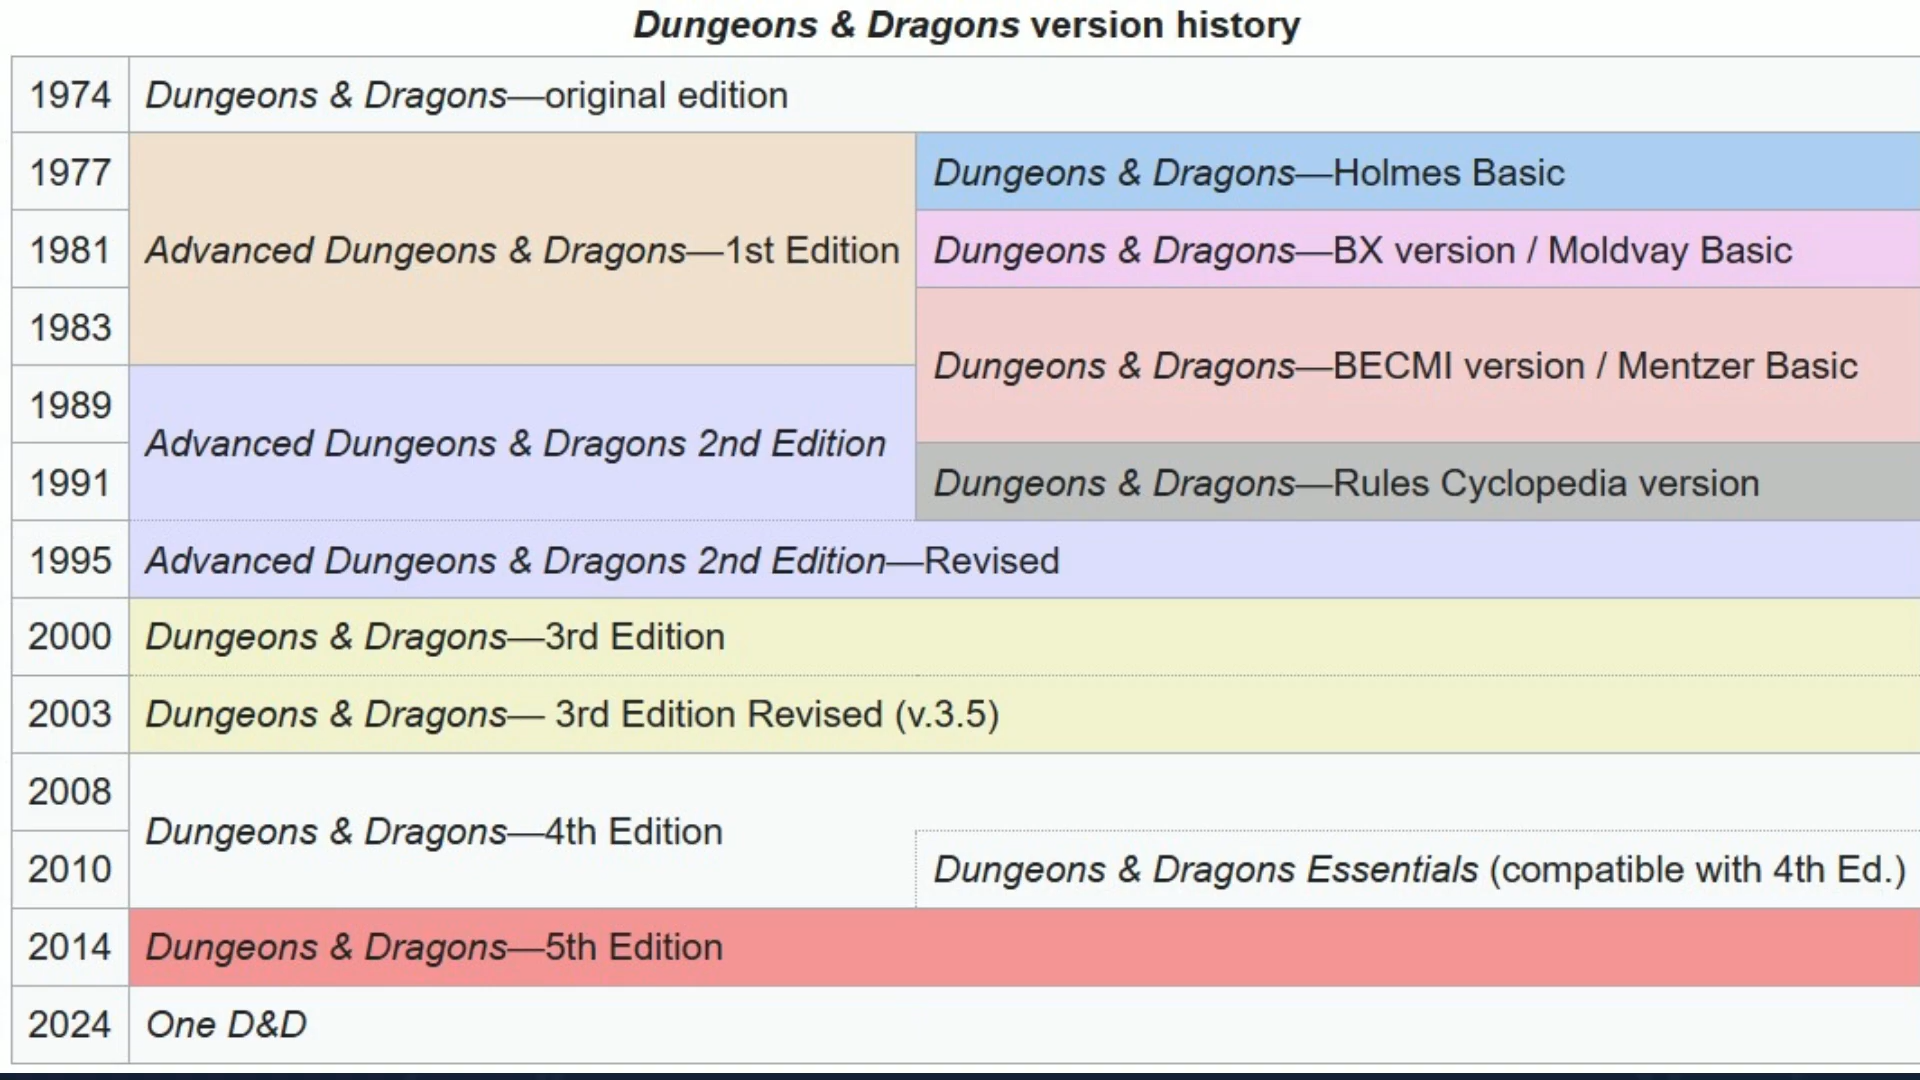 Dungeons & Dragons version history
1974 Dungeons & Dragons—original edition
1977 Dungeons & Dragons—Holmes Basic
1981 Advanced Dungeons & Dragons—1st Edition Dungeons & Dragons—BX version / Moldvay Basic
1983
Dungeons & Dragons—BECMI version / Mentzer Basic
1989
Advanced Dungeons & Dragons 2nd Edition
1991 Dungeons & Dragons—Rules Cyclopedia version
1995 Advanced Dungeons & Dragons 2nd Edition—Revised
2000 Dungeons & Dragons—3rd Edition
2003 Dungeons & Dragons— 3rd Edition Revised (v.3.5)
2008
Dungeons & Dragons—4th Edition
2010 Dungeons & Dragons Essentials (compatible with 4th Ed.)
2014 Dungeons & Dragons—5th Edition
2024 One D&D